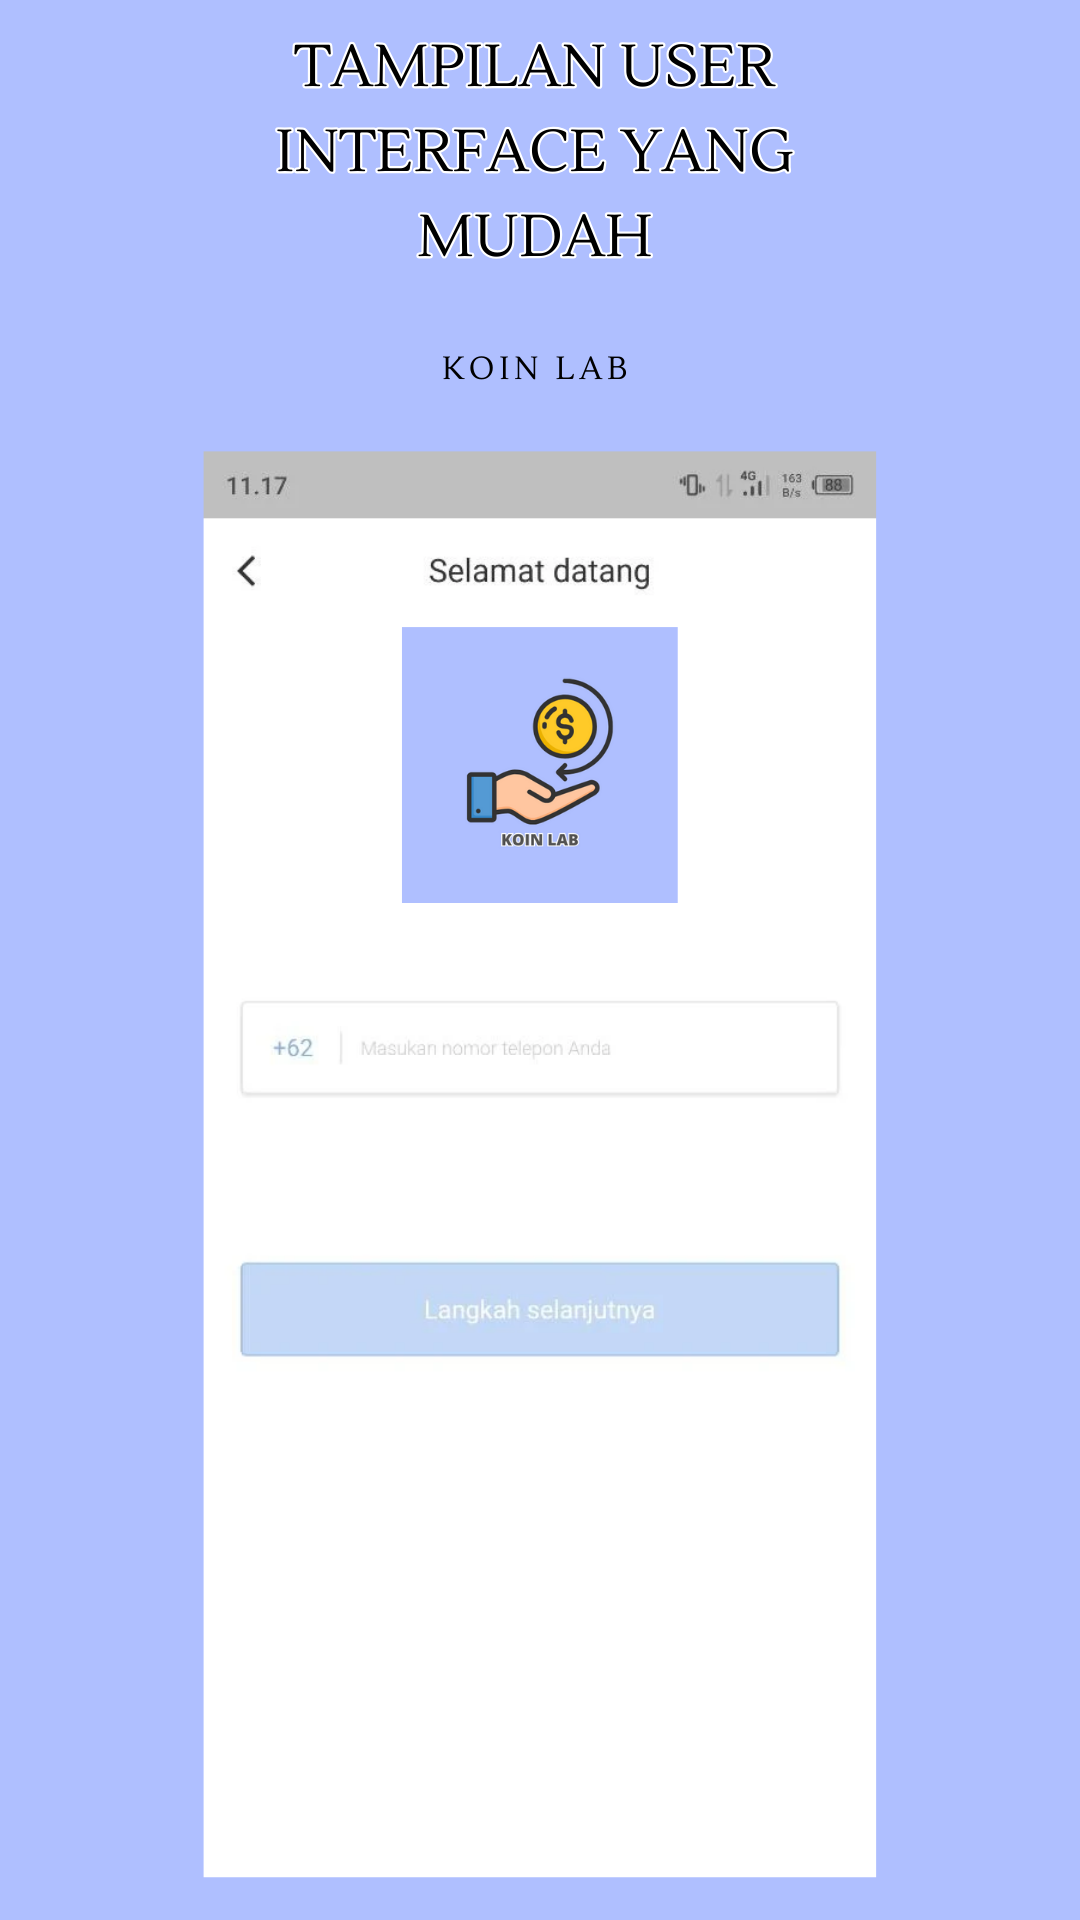 TAMPILAN USER
INTERFACE YANG
MUDAH
KOIN LAB
11.17
4G
163
B/s
88
Selamat datang
$
KOIN LAB
+62
Masukan nomor telepon Anda
Langkah selanjutnya